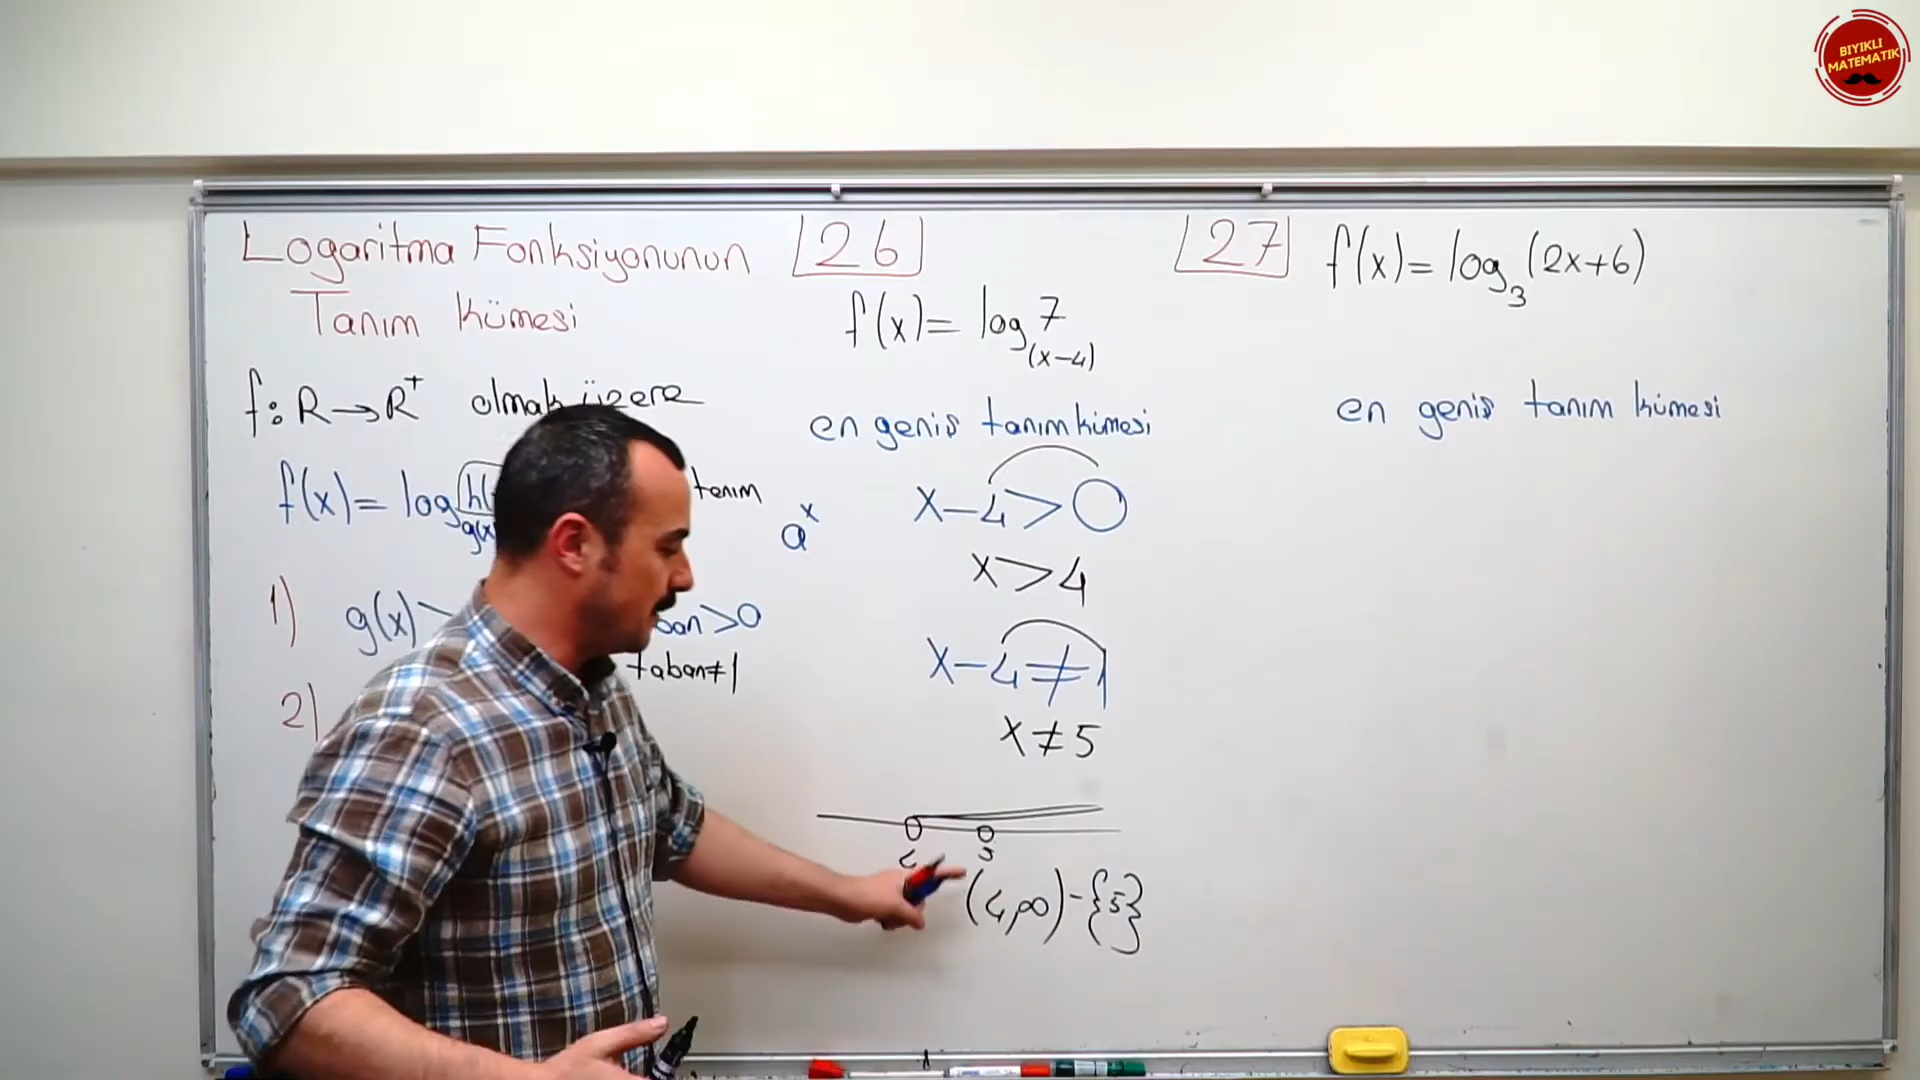 BIYIKLI
MATEMATİK
Logaritma Fonksiyonunun
Tanım Kümesi
f: R → R⁺ olmak üzere
f(x) = log
tanım
aˣ
1) g(x) >
taban ≠ 1
2)
26
f(x) = log₍ₓ₋₄₎ 7
en geniş tanım kümesi
x-4 > 0
x > 4
x-4 ≠ 1
x ≠ 5
4 5
(4, ∞) - {5}
27 f(x) = log₃ (2x+6)
en geniş tanım kümesi